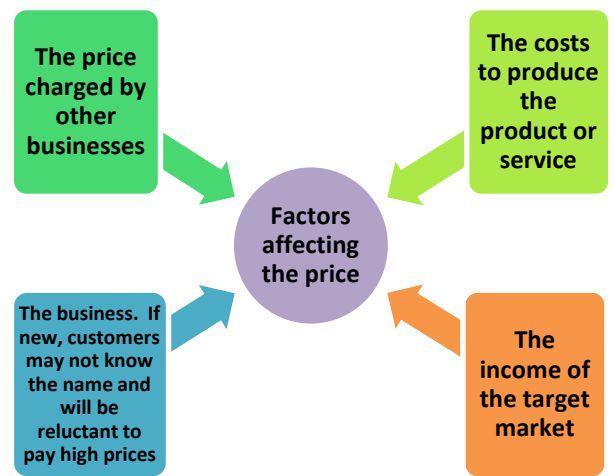 The price
charged by
other
businesses
The costs
to produce
the
product or
service
Factors
affecting
the price
The business.  If
new, customers
may not know
the name and
will be
reluctant to
pay high prices
The
income of
the target
market